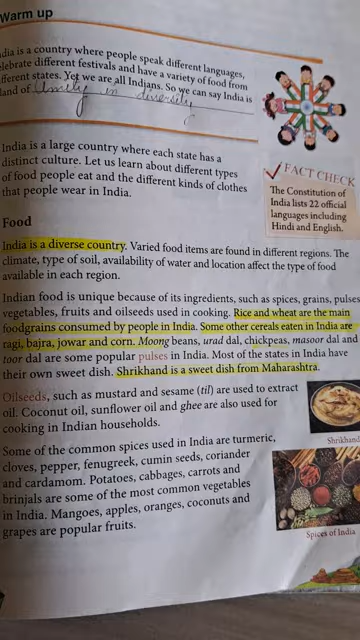 Warm up
dia is a country where people speak different languages,
elebrate different festivals and have a variety of food from
fferent states. Yet we are all Indians. So we can say India is
land of Unity in diversity
India is a large country where each state has a
distinct culture. Let us learn about different types
of food people eat and the different kinds of clothes
that people wear in India.
FACT CHECK
The Constitution of
India lists 22 official
languages including
Hindi and English.
Food
India is a diverse country. Varied food items are found in different regions. The
climate, type of soil, availability of water and location affect the type of food
available in each region.
Indian food is unique because of its ingredients, such as spices, grains, pulses
vegetables, fruits and oilseeds used in cooking. Rice and wheat are the main
foodgrains consumed by people in India. Some other cereals eaten in India are
ragi, bajra, jowar and corn. Moong beans, urad dal, chickpeas, masoor dal and
toor dal are some popular pulses in India. Most of the states in India have
their own sweet dish. Shrikhand is a sweet dish from Maharashtra.
Oilseeds, such as mustard and sesame (til) are used to extract
oil. Coconut oil, sunflower oil and ghee are also used for
cooking in Indian households.
Shrikhand
Some of the common spices used in India are turmeric,
cloves, pepper, fenugreek, cumin seeds, coriander
and cardamom. Potatoes, cabbages, carrots and
brinjals are some of the most common vegetables
in India. Mangoes, apples, oranges, coconuts and
grapes are popular fruits.
Spices of India